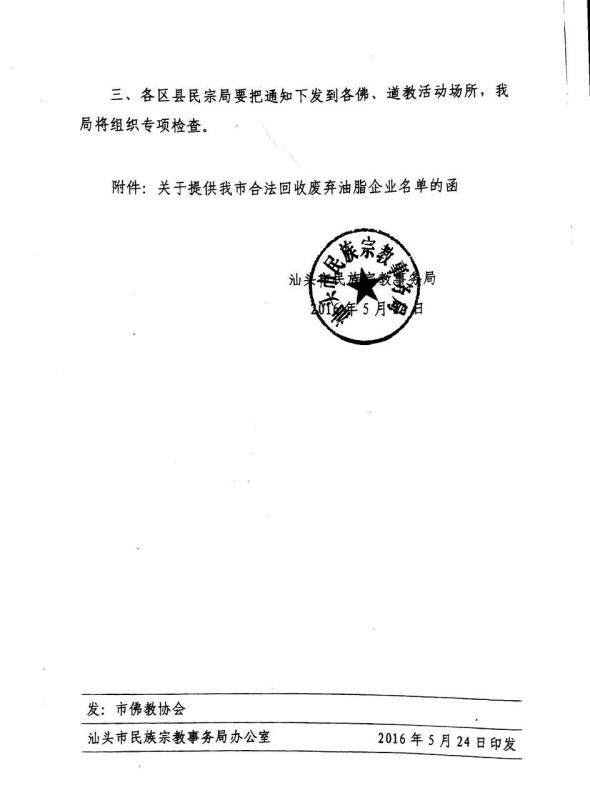 三、各区县民宗局要把通知下发到各佛、道教活动场所，我
局将组织专项检查。
附件：关于提供我市合法回收废弃油脂企业名单的函
汕头市民族宗教事务局
汕头市民族宗教事务局
2016年5月 日
发：市佛教协会
汕头市民族宗教事务局办公室 2016年5月24日印发